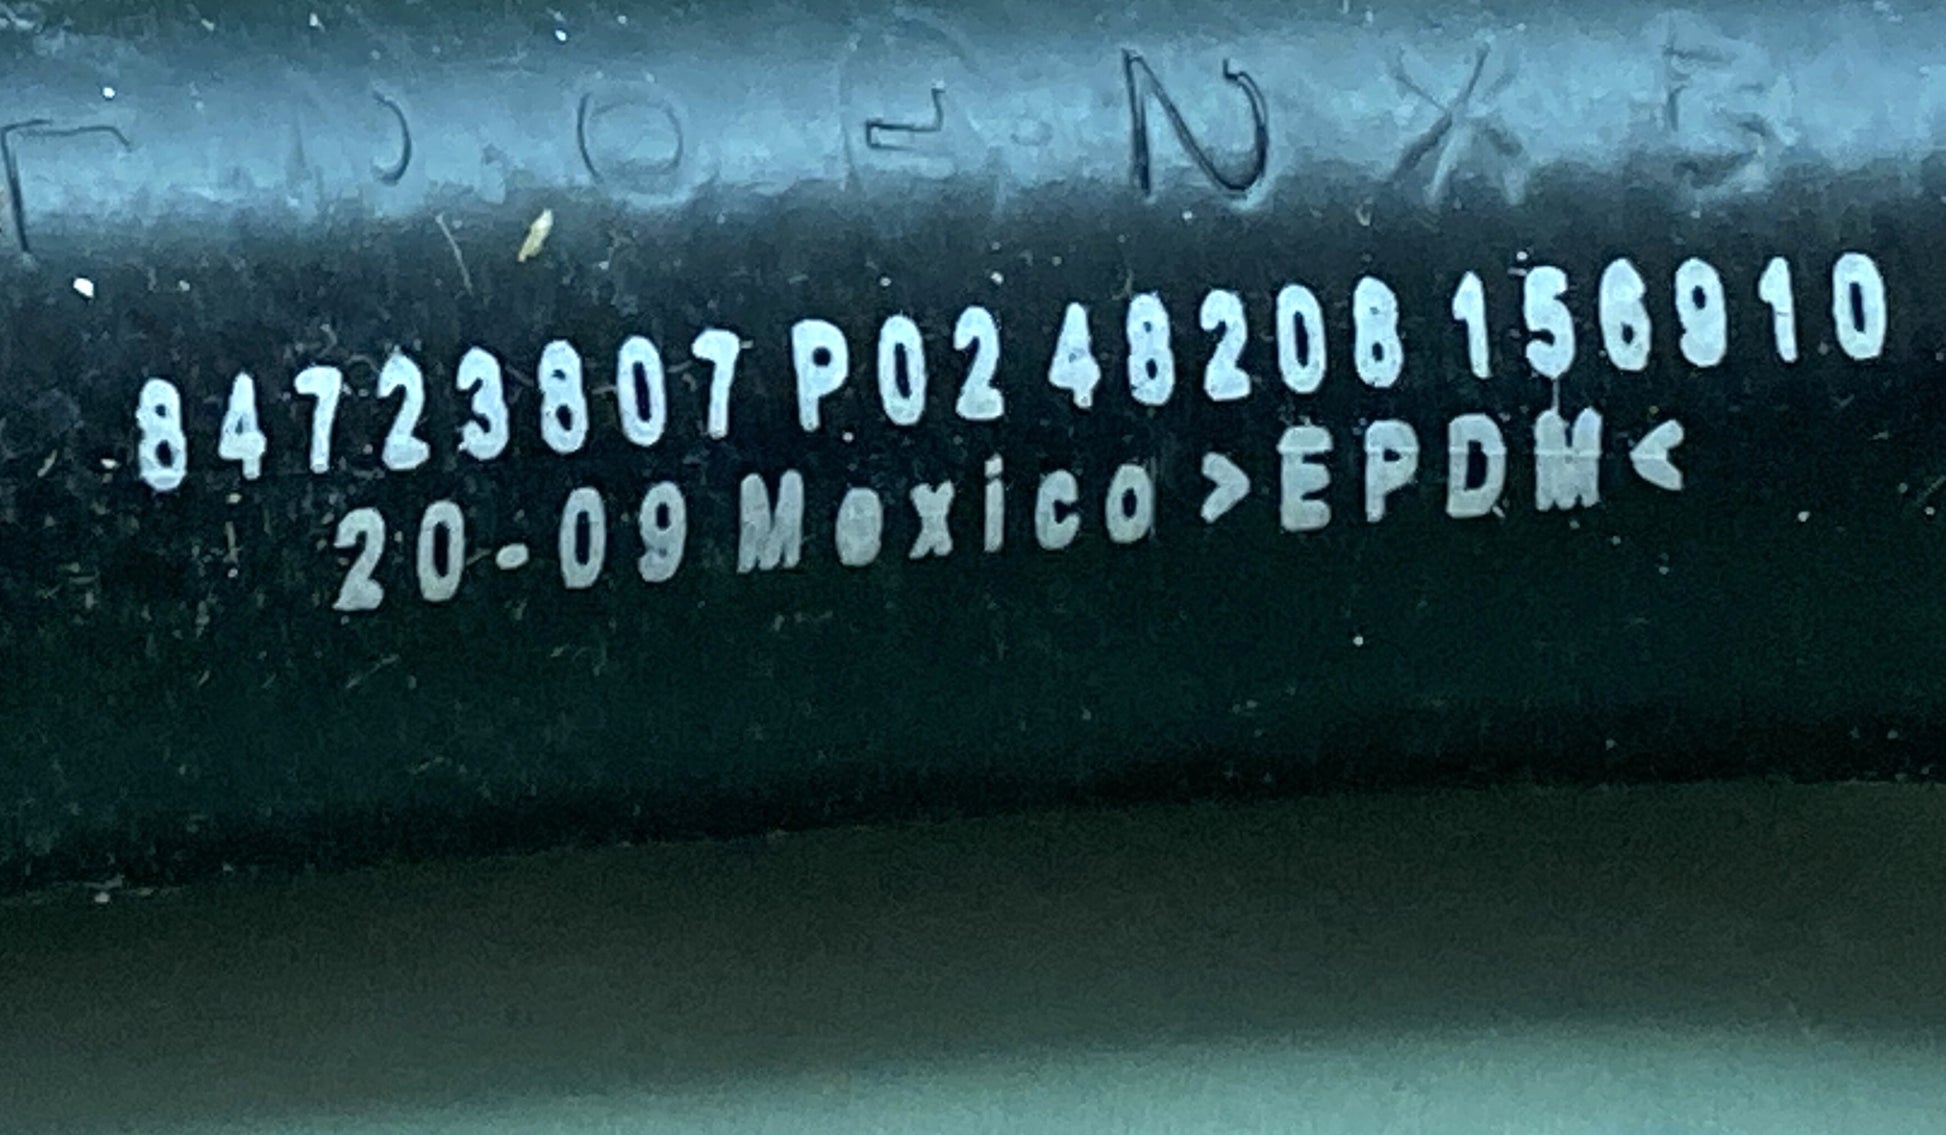 84723807 P02 48208 156910
20-09 Mexico >EPDM<